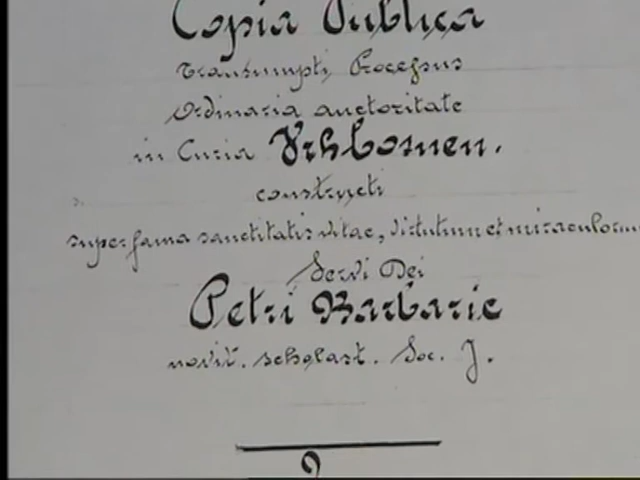 Copia Publica
Transumpti Processus
Ordinaria auctoritate
in Curia Vrhbosnen.
constructi
super fama sanctitatis vitae, virtutum et miraculorum
Servi Dei
Petri Barbarić
novit. scholast. Soc. J.